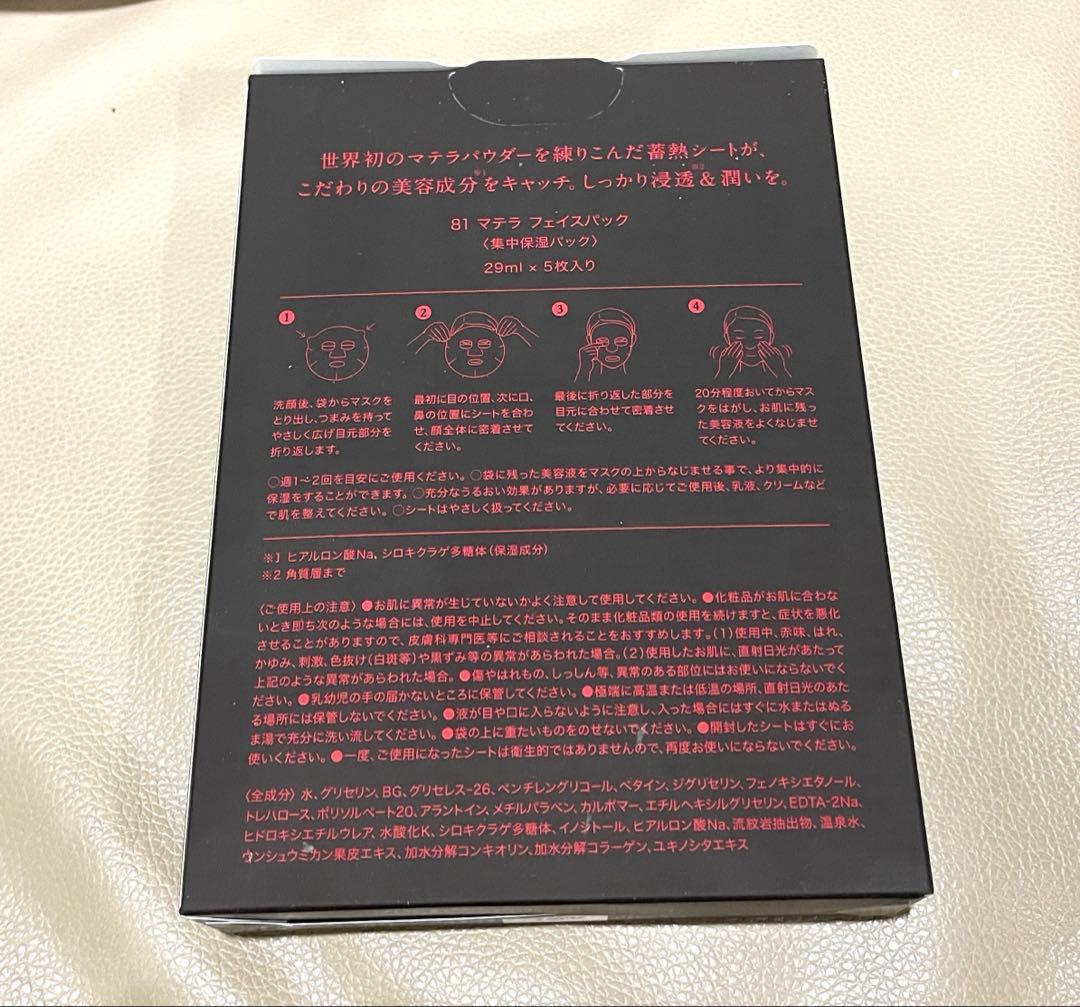 世界初のマテラパウダーを練りこんだ蓄熱シートが、
こだわりの美容成分※1をキャッチ。しっかり浸透※2&潤いを。
81 マテラ フェイスパック
〈集中保湿パック〉
29ml × 5枚入り
1
洗顔後、袋からマスクを
とり出し、つまみを持って
やさしく広げ目元部分を
折り返します。
2
最初に目の位置、次に口、
鼻の位置にシートを合わ
せ、顔全体に密着させて
ください。
3
最後に折り返した部分を
目元に合わせて密着させ
てください。
4
20分程度おいてからマス
クをはがし、お肌に残っ
た美容液をよくなじませ
てください。
○週1〜2回を目安にご使用ください。○袋に残った美容液をマスクの上からなじませる事で、より集中的に
保湿をすることができます。○充分なうるおい効果がありますが、必要に応じてご使用後、乳液、クリームなど
で肌を整えてください。○シートはやさしく扱ってください。
※1 ヒアルロン酸Na、シロキクラゲ多糖体(保湿成分)
※2 角質層まで
〈ご使用上の注意〉●お肌に異常が生じていないかよく注意して使用してください。●化粧品がお肌に合わな
いとき即ち次のような場合には、使用を中止してください。そのまま化粧品類の使用を続けますと、症状を悪化
させることがありますので、皮膚科専門医等にご相談されることをおすすめします。(1)使用中、赤味、はれ、
かゆみ、刺激、色抜け(白斑等)や黒ずみ等の異常があらわれた場合。(2)使用したお肌に、直射日光があたって
上記のような異常があらわれた場合。●傷やはれもの、しっしん等、異常のある部位にはお使いにならないでく
ださい。●乳幼児の手の届かないところに保管してください。●極端に高温または低温の場所、直射日光のあた
る場所には保管しないでください。●液が目や口に入らないように注意し、入った場合にはすぐに水またはぬる
ま湯で充分に洗い流してください。●袋の上に重たいものをのせないでください。●開封したシートはすぐにお
使いください。●一度、ご使用になったシートは衛生的ではありませんので、再度お使いにならないでください。
〈全成分〉水、グリセリン、BG、グリセレス-26、ペンチレングリコール、ベタイン、ジグリセリン、フェノキシエタノール、
トレハロース、ポリソルベート20、アラントイン、メチルパラベン、カルボマー、エチルヘキシルグリセリン、EDTA-2Na、
ヒドロキシエチルウレア、水酸化K、シロキクラゲ多糖体、イノシトール、ヒアルロン酸Na、流紋岩抽出物、温泉水、
ウンシュウミカン果皮エキス、加水分解コンキオリン、加水分解コラーゲン、ユキノシタエキス